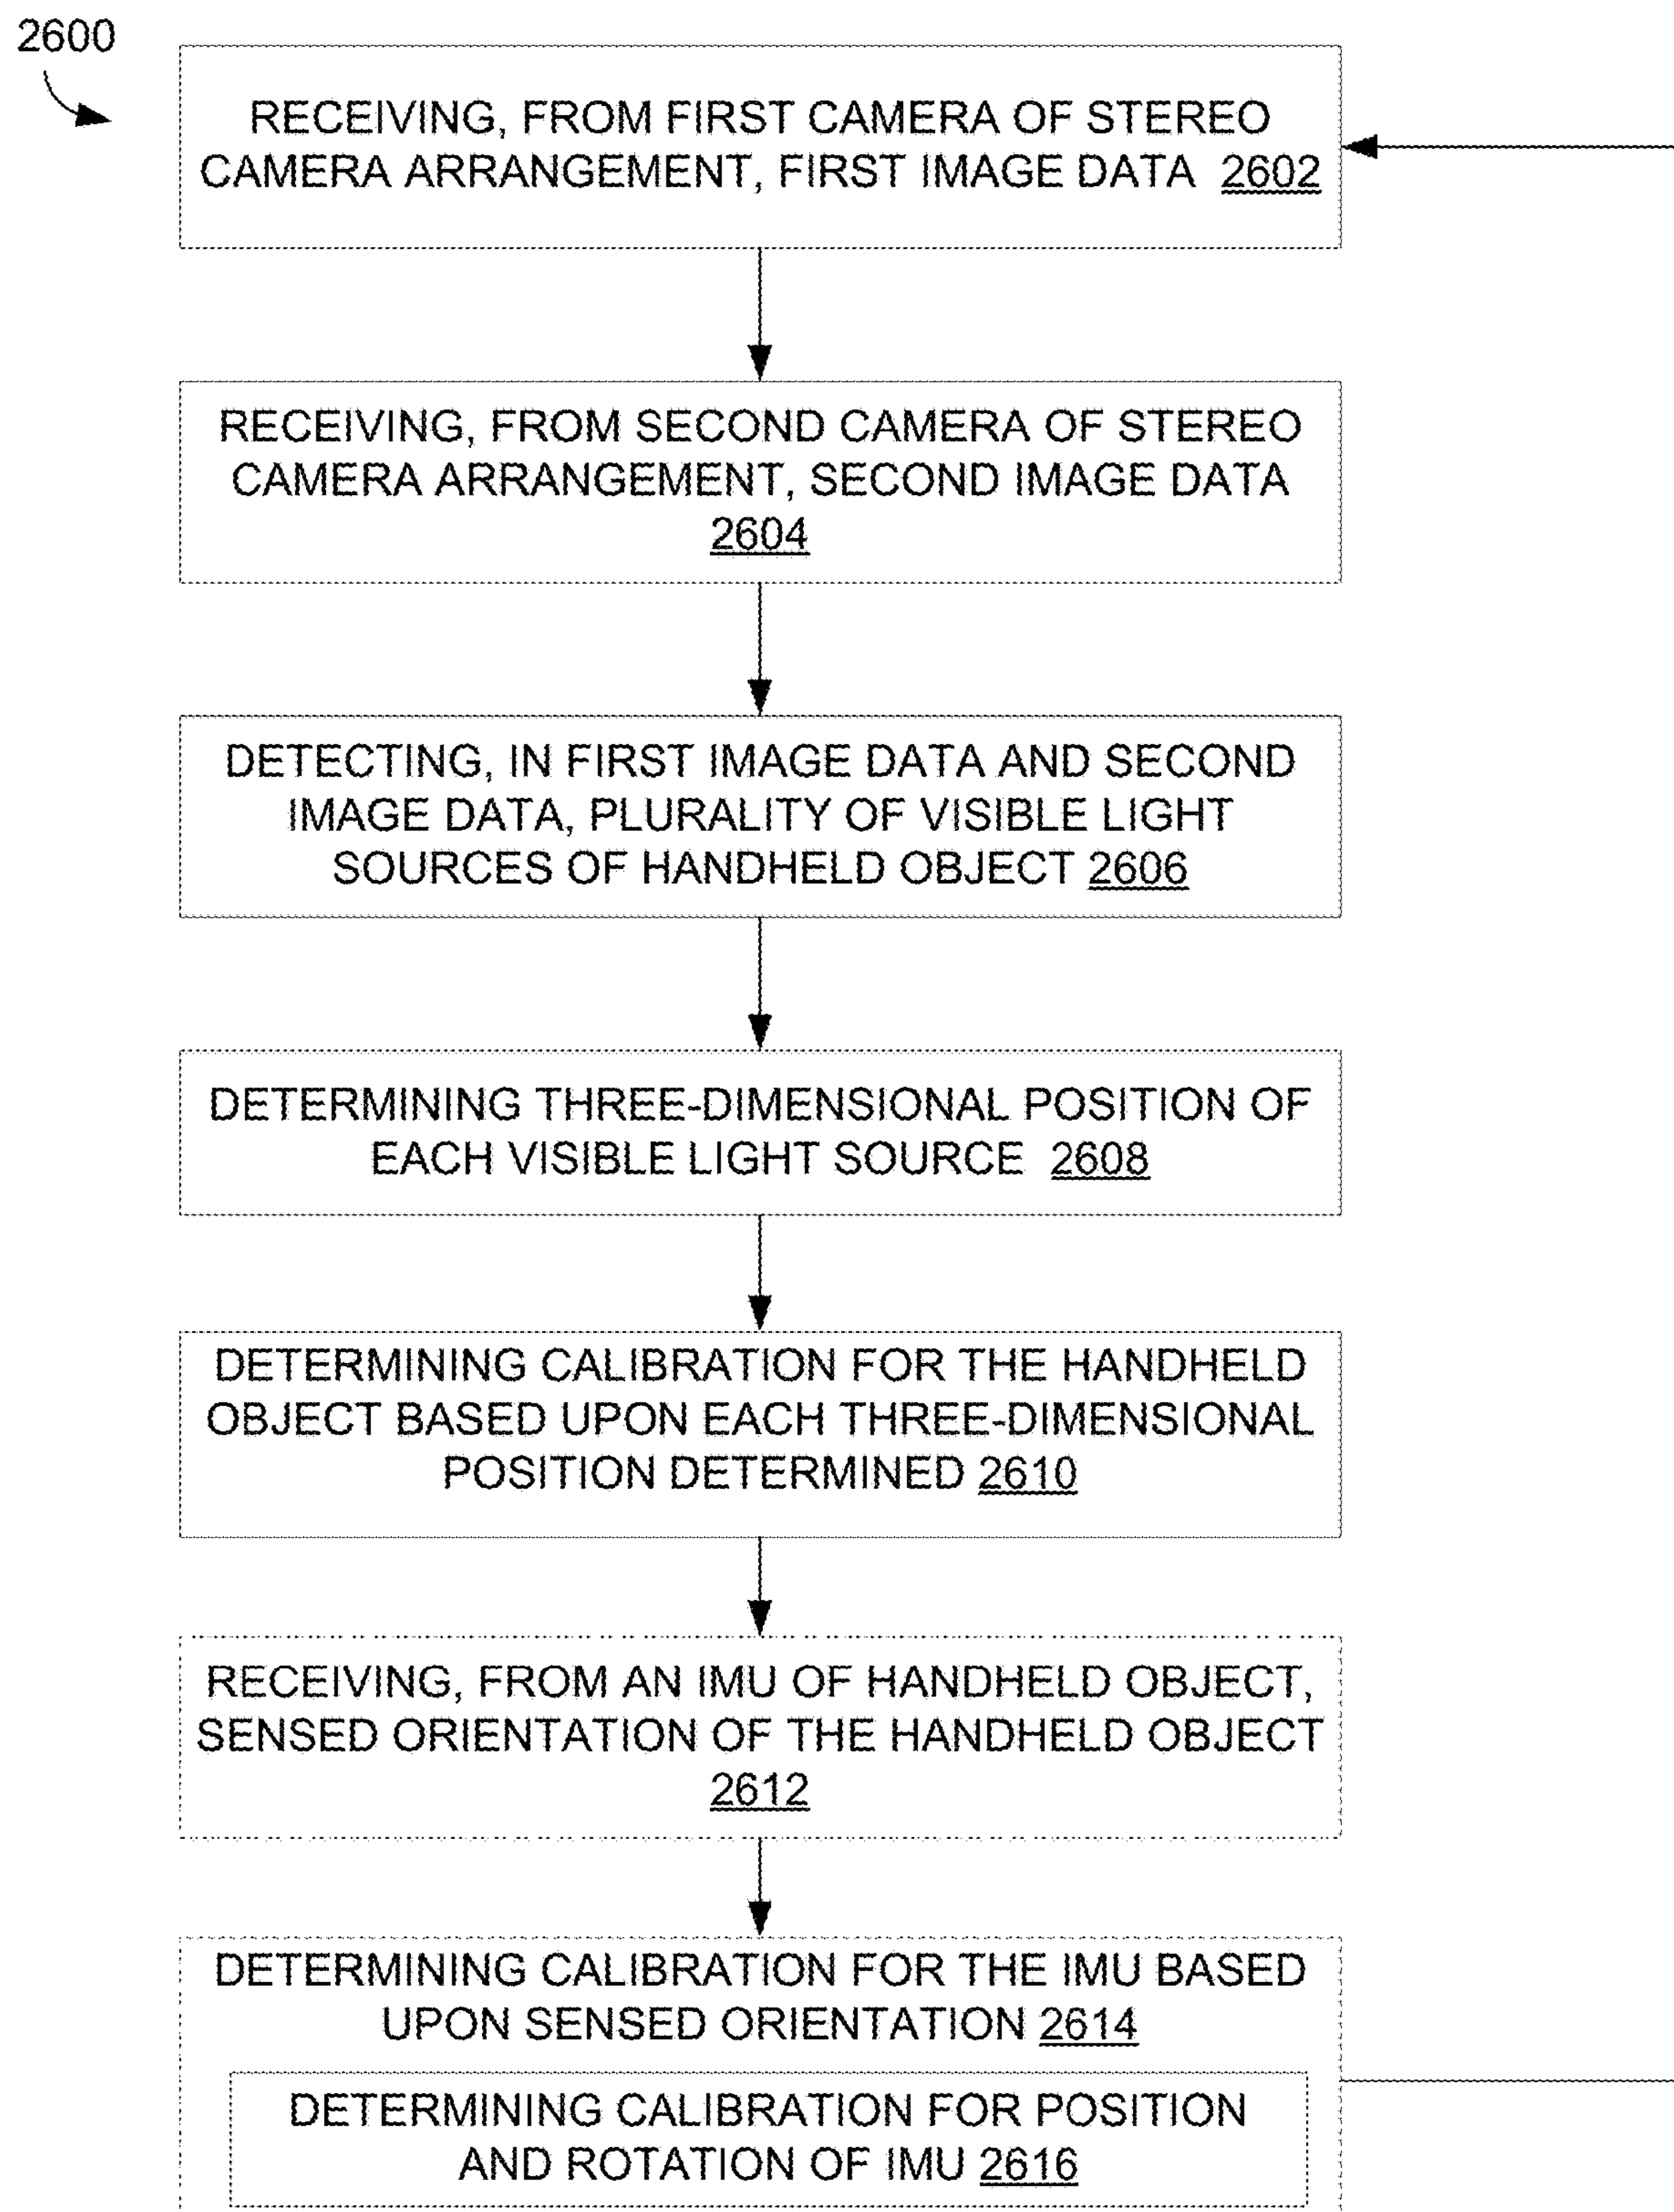 2600
RECEIVING, FROM FIRST CAMERA OF STEREO
CAMERA ARRANGEMENT, FIRST IMAGE DATA 2602
RECEIVING, FROM SECOND CAMERA OF STEREO
CAMERA ARRANGEMENT, SECOND IMAGE DATA
2604
DETECTING, IN FIRST IMAGE DATA AND SECOND
IMAGE DATA, PLURALITY OF VISIBLE LIGHT
SOURCES OF HANDHELD OBJECT 2606
DETERMINING THREE-DIMENSIONAL POSITION OF
EACH VISIBLE LIGHT SOURCE 2608
DETERMINING CALIBRATION FOR THE HANDHELD
OBJECT BASED UPON EACH THREE-DIMENSIONAL
POSITION DETERMINED 2610
RECEIVING, FROM AN IMU OF HANDHELD OBJECT,
SENSED ORIENTATION OF THE HANDHELD OBJECT
2612
DETERMINING CALIBRATION FOR THE IMU BASED
UPON SENSED ORIENTATION 2614
DETERMINING CALIBRATION FOR POSITION
AND ROTATION OF IMU 2616